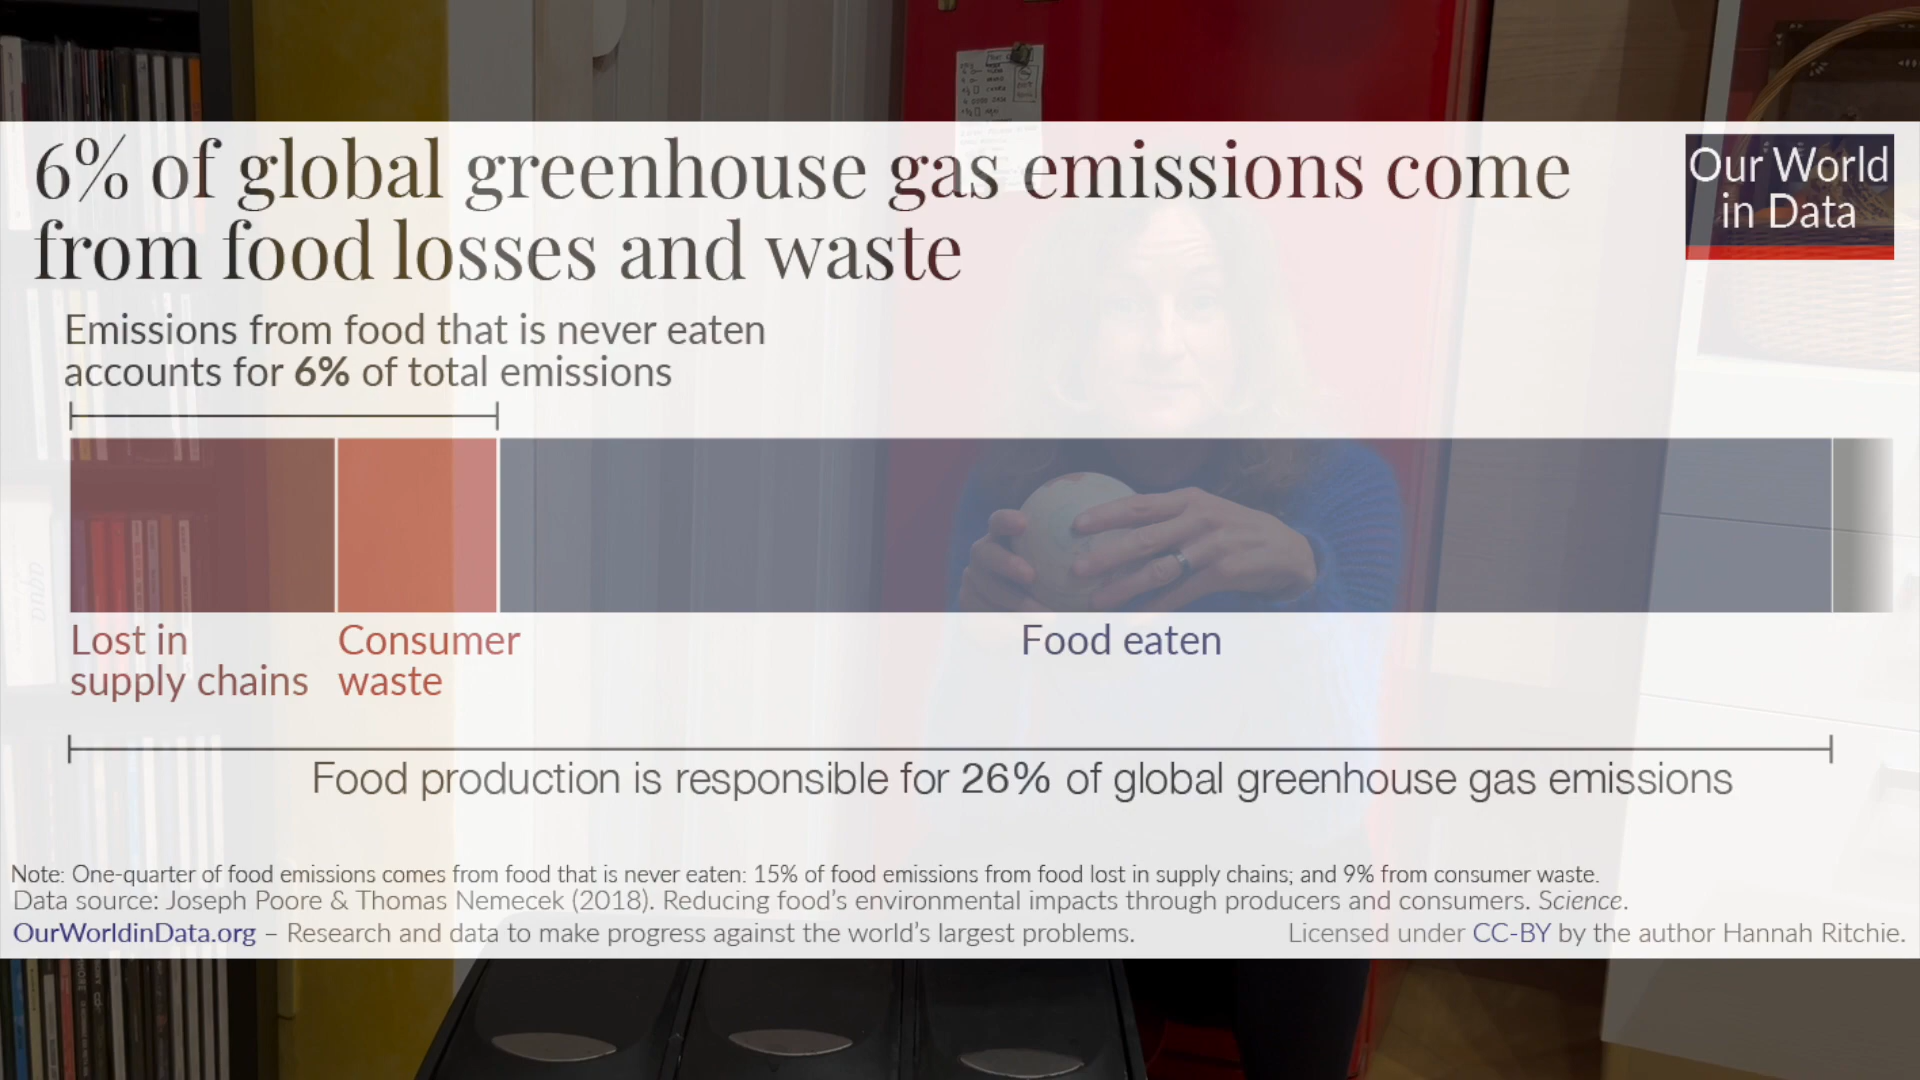 6% of global greenhouse gas emissions come
from food losses and waste
Our World
in Data
Emissions from food that is never eaten
accounts for 6% of total emissions
Lost in
supply chains
Consumer
waste
Food eaten
Food production is responsible for 26% of global greenhouse gas emissions
Note: One-quarter of food emissions comes from food that is never eaten: 15% of food emissions from food lost in supply chains; and 9% from consumer waste.
Data source: Joseph Poore & Thomas Nemecek (2018). Reducing food's environmental impacts through producers and consumers. Science.
OurWorldinData.org – Research and data to make progress against the world's largest problems.
Licensed under CC-BY by the author Hannah Ritchie.